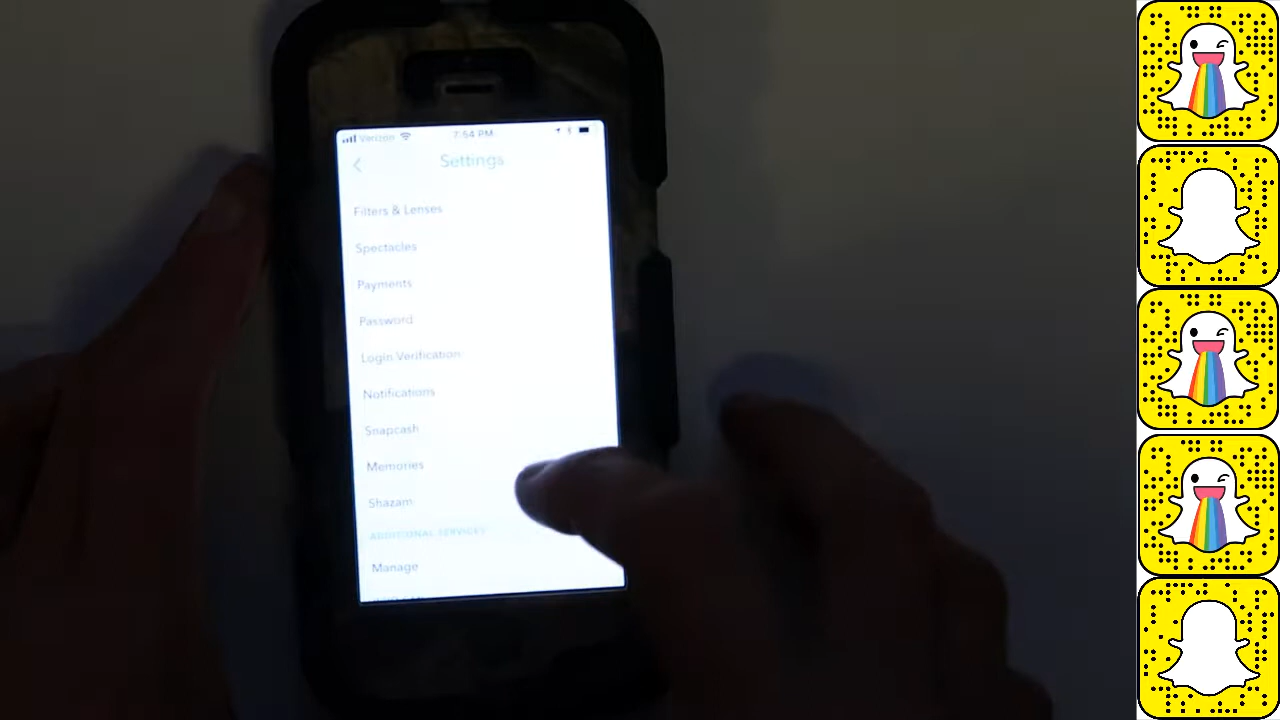 Verizon 7:54 PM
Settings
Filters & Lenses
Spectacles
Payments
Password
Login Verification
Notifications
Snapcash
Memories
Shazam
ADDITIONAL SERVICES
Manage